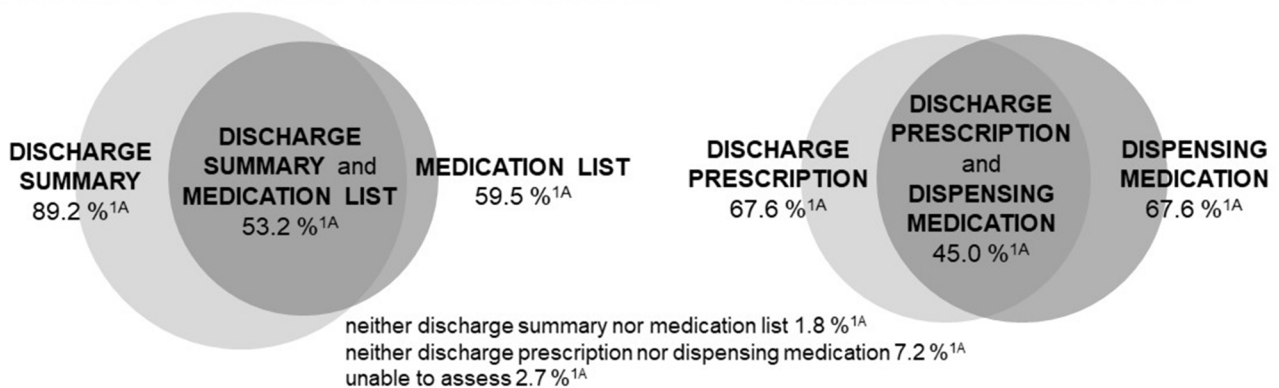 DISCHARGE
SUMMARY
89.2 %1A
DISCHARGE
SUMMARY and
MEDICATION LIST
53.2 %1A
MEDICATION LIST
59.5 %1A
DISCHARGE
PRESCRIPTION
67.6 %1A
DISCHARGE
PRESCRIPTION
and
DISPENSING
MEDICATION
45.0 %1A
DISPENSING
MEDICATION
67.6 %1A
neither discharge summary nor medication list 1.8 %1A
neither discharge prescription nor dispensing medication 7.2 %1A
unable to assess 2.7 %1A